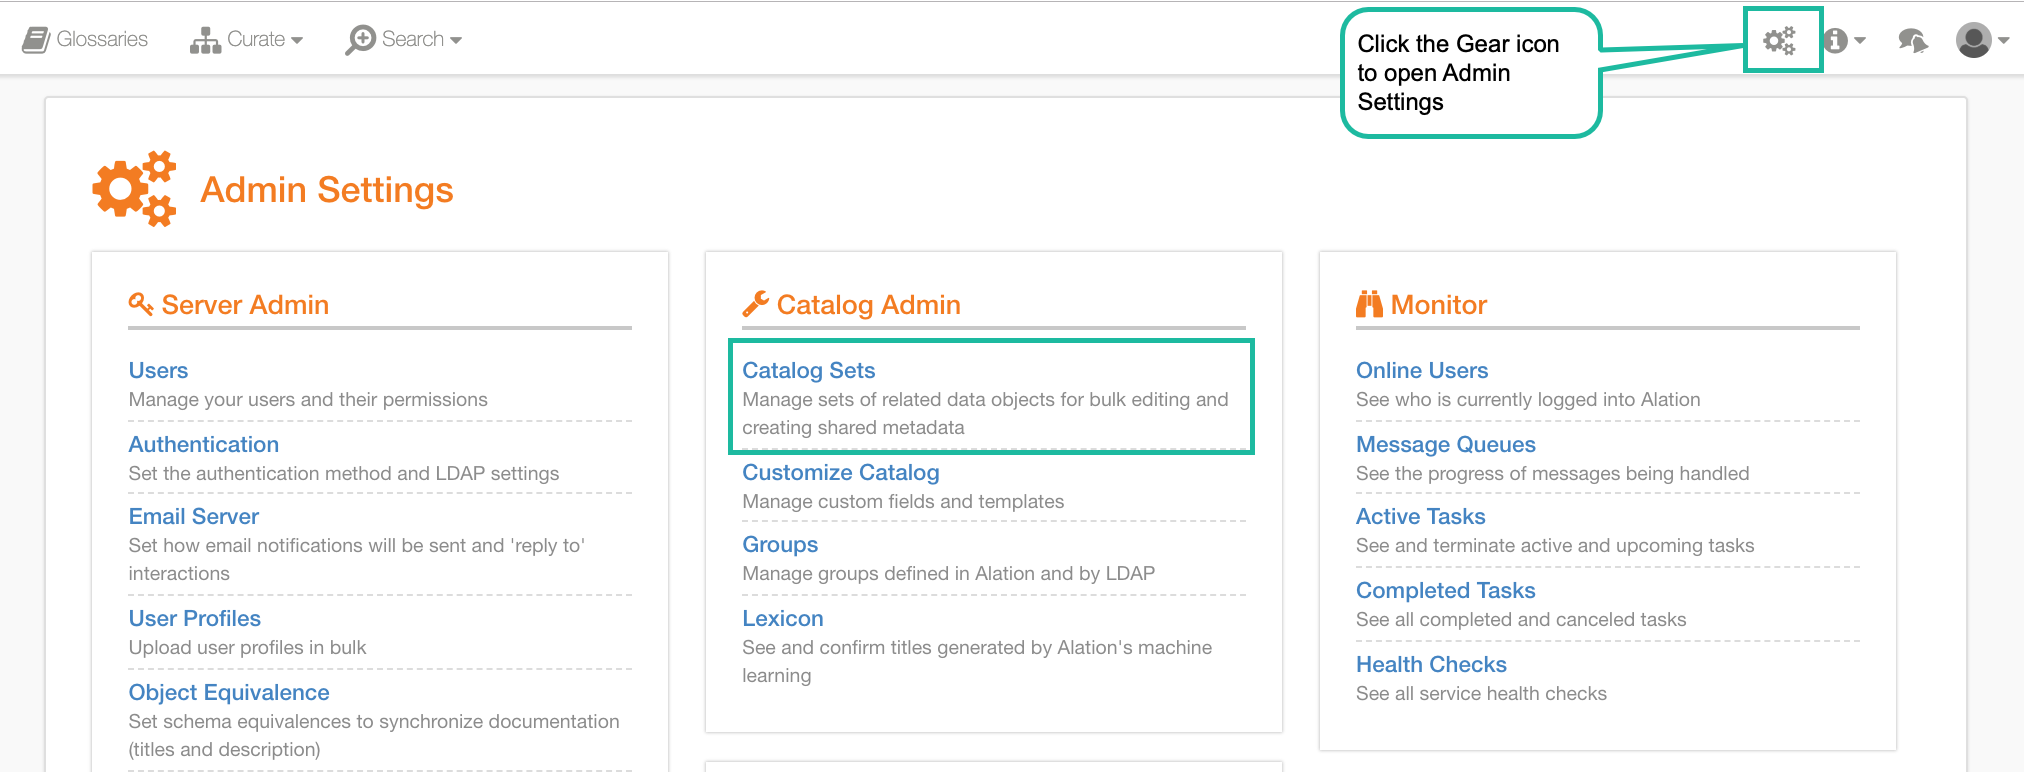 Glossaries
Curate
Search
Click the Gear icon
to open Admin
Settings
Admin Settings
Server Admin
Users
Manage your users and their permissions
Authentication
Set the authentication method and LDAP settings
Email Server
Set how email notifications will be sent and 'reply to'
interactions
User Profiles
Upload user profiles in bulk
Object Equivalence
Set schema equivalences to synchronize documentation
(titles and description)
Catalog Admin
Catalog Sets
Manage sets of related data objects for bulk editing and
creating shared metadata
Customize Catalog
Manage custom fields and templates
Groups
Manage groups defined in Alation and by LDAP
Lexicon
See and confirm titles generated by Alation's machine
learning
Monitor
Online Users
See who is currently logged into Alation
Message Queues
See the progress of messages being handled
Active Tasks
See and terminate active and upcoming tasks
Completed Tasks
See all completed and canceled tasks
Health Checks
See all service health checks